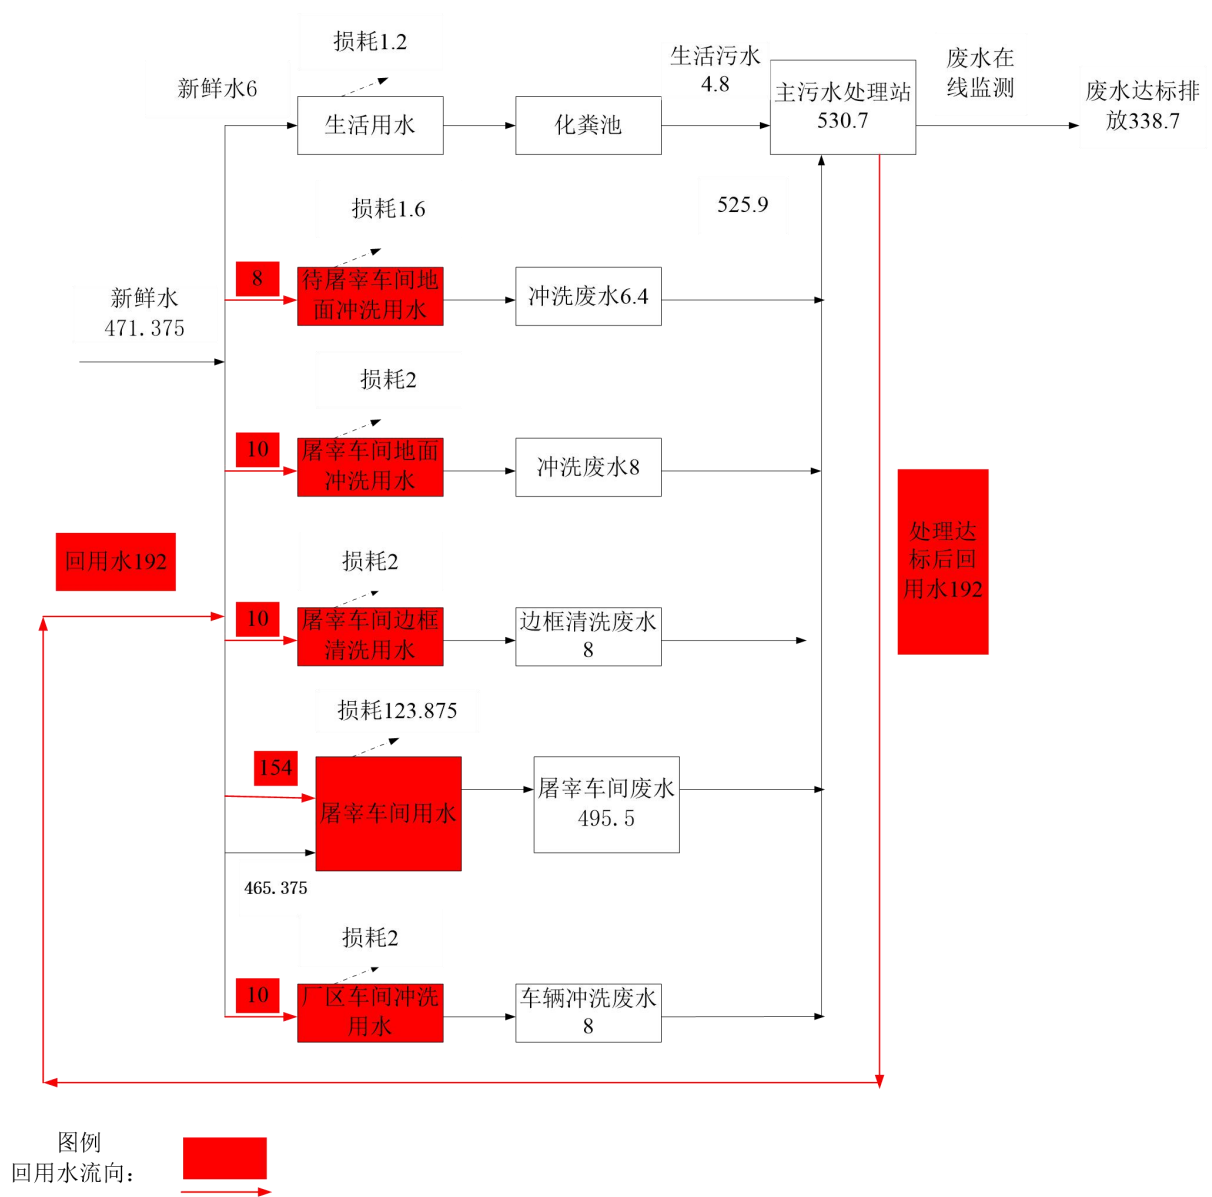 损耗1.2
新鲜水6
生活用水
化粪池
生活污水
4.8
主污水处理站
530.7
废水在
线监测
废水达标排
放338.7
525.9
损耗1.6
8
待屠宰车间地
面冲洗用水
冲洗废水6.4
新鲜水
471.375
损耗2
10
屠宰车间地面
冲洗用水
冲洗废水8
处理达
标后回
用水192
回用水192
损耗2
10
屠宰车间边框
清洗用水
边框清洗废水
8
损耗123.875
154
屠宰车间用水
屠宰车间废水
495.5
465.375
损耗2
10
厂区车间冲洗
用水
车辆冲洗废水
8
图例
回用水流向：